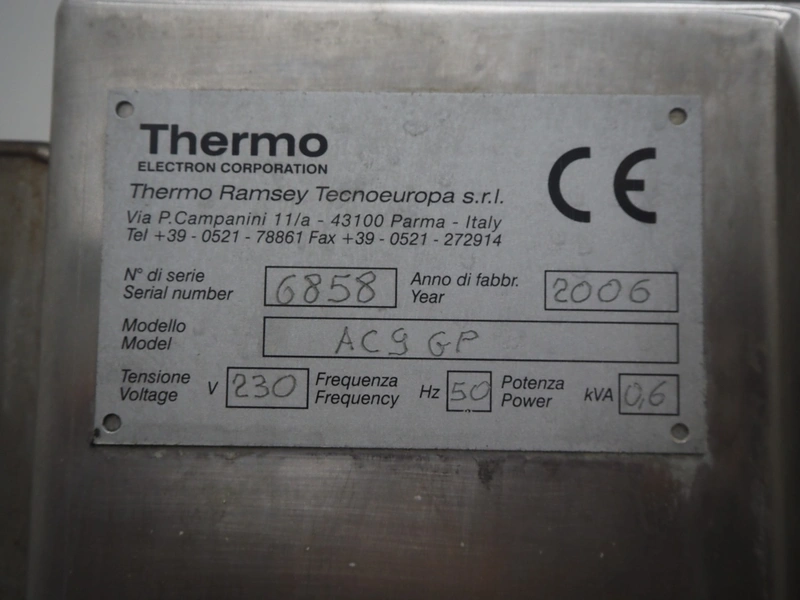 Thermo
ELECTRON CORPORATION
Thermo Ramsey Tecnoeuropa s.r.l.
Via P.Campanini 11/a - 43100 Parma - Italy
Tel +39 - 0521 - 78861 Fax +39 - 0521 - 272914
CE
N° di serie
Serial number
6858
Anno di fabbr.
Year
2006
Modello
Model
AC9 GP
Tensione
Voltage
V 230
Frequenza
Frequency
Hz 50
Potenza
Power
kVA 0,6